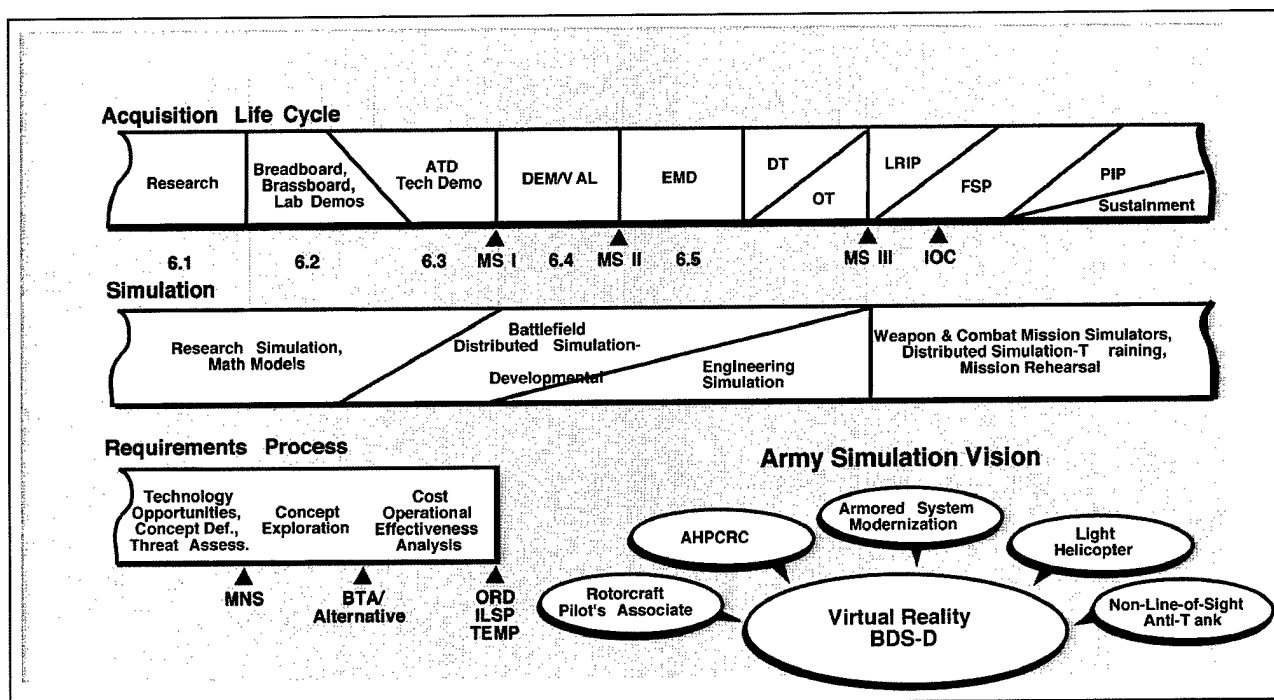 Acquisition Life Cycle
Research
Breadboard,
Brassboard,
Lab Demos
ATD
Tech Demo
DEM/V AL
EMD
DT
OT
LRIP
FSP
PIP
Sustainment
6.1
6.2
6.3
MS I
6.4
MS II
6.5
MS III
IOC
Simulation
Research Simulation,
Math Models
Battlefield
Distributed Simulation-
Developmental
Engineering
Simulation
Weapon & Combat Mission Simulators,
Distributed Simulation-T raining,
Mission Rehearsal
Requirements Process
Technology
Opportunities,
Concept Def.,
Threat Assess.
Concept
Exploration
Cost
Operational
Effectiveness
Analysis
MNS
BTA/
Alternative
ORD
ILSP
TEMP
Army Simulation Vision
Rotorcraft
Pilot's Associate
AHPCRC
Armored System
Modernization
Light
Helicopter
Non-Line-of-Sight
Anti-T ank
Virtual Reality
BDS-D